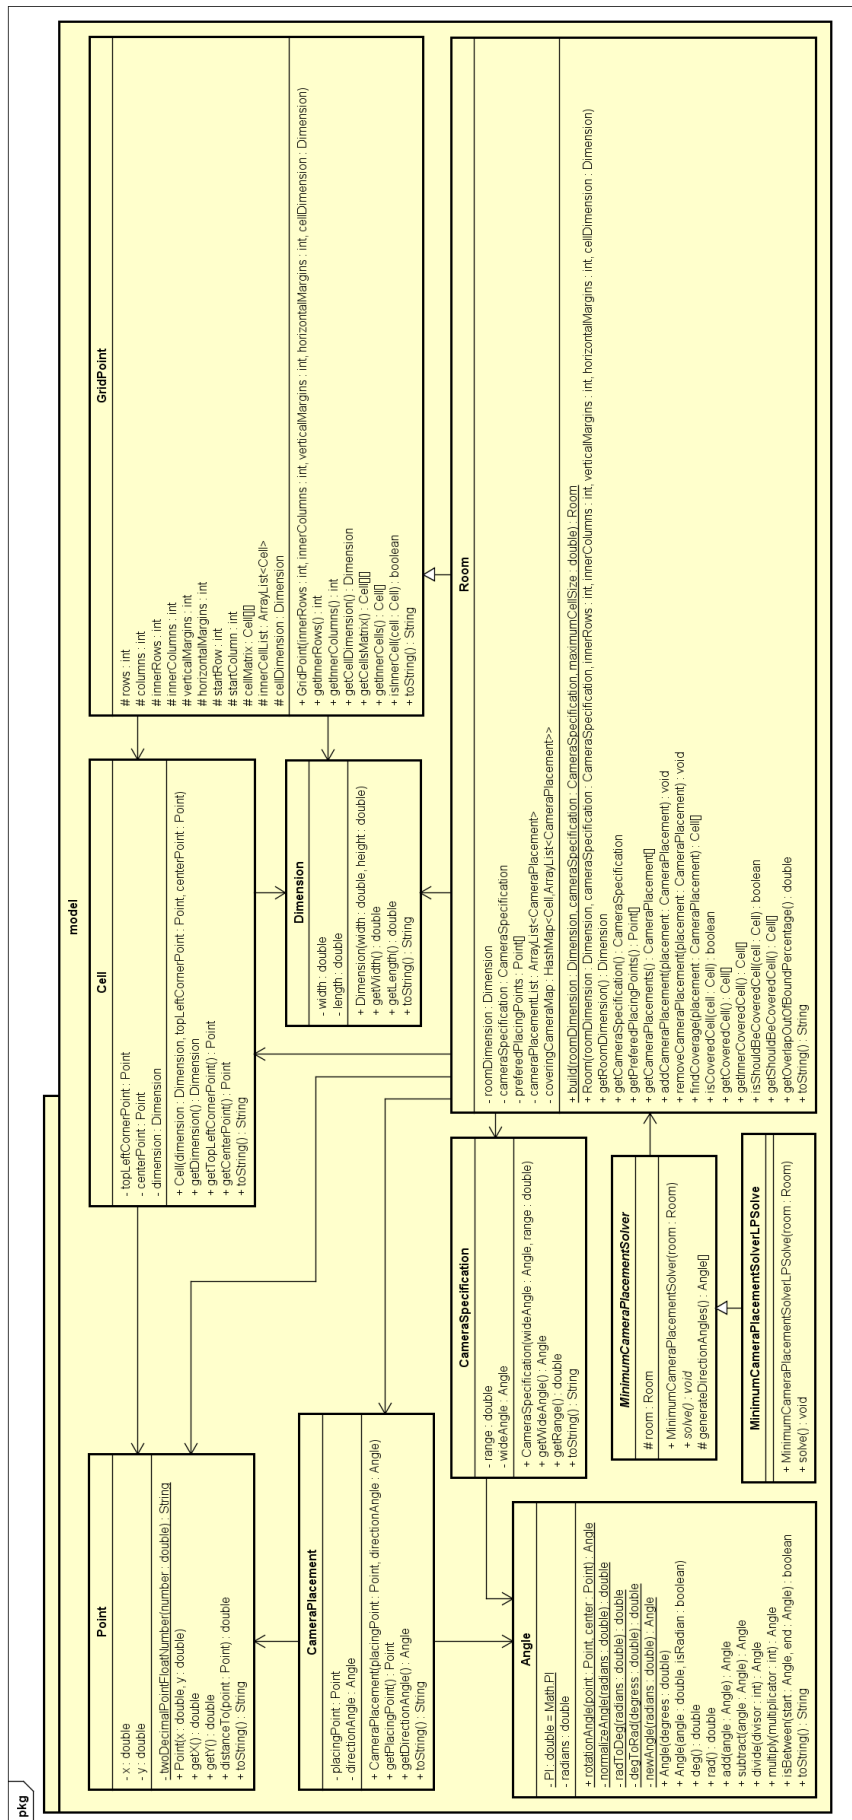 pkg
model
Point
- x : double
- y : double
- twoDecimalPointFloatNumber(number : double) : String
+ Point(x : double, y : double)
+ getX() : double
+ getY() : double
+ distanceTo(point : Point) : double
+ toString() : String
Cell
- topLeftCornerPoint : Point
- centerPoint : Point
- dimension : Dimension
+ Cell(dimension : Dimension, topLeftCornerPoint : Point, centerPoint : Point)
+ getDimension() : Dimension
+ getTopLeftCornerPoint() : Point
+ getCenterPoint() : Point
+ toString() : String
GridPoint
# rows : int
# columns : int
# innerRows : int
# innerColumns : int
# verticalMargins : int
# horizontalMargins : int
# startRow : int
# startColumn : int
# cellMatrix : Cell[][]
# innerCellList : ArrayList<Cell>
# cellDimension : Dimension
+ GridPoint(innerRows : int, innerColumns : int, verticalMargins : int, horizontalMargins : int, cellDimension : Dimension)
+ getInnerRows() : int
+ getInnerColumns() : int
+ getCellDimension() : Dimension
+ getCellsMatrix() : Cell[][]
+ getInnerCells() : Cell[]
+ isInnerCell(cell : Cell) : boolean
+ toString() : String
CameraPlacement
- placingPoint : Point
- directionAngle : Angle
+ CameraPlacement(placingPoint : Point, directionAngle : Angle)
+ getPlacingPoint() : Point
+ getDirectionAngle() : Angle
+ toString() : String
Dimension
- width : double
- length : double
+ Dimension(width : double, height : double)
+ getWidth() : double
+ getLength() : double
+ toString() : String
Angle
- PI : double = Math.PI
- radians : double
+ rotationAngle(point : Point, center : Point) : Angle
- normalizeAngle(radians : double) : double
- radToDeg(radians : double) : double
- degToRad(degress : double) : double
- newAngle(radians : double) : Angle
+ Angle(degrees : double)
+ Angle(angle : double, isRadian : boolean)
+ deg() : double
+ rad() : double
+ add(angle : Angle) : Angle
+ subtract(angle : Angle) : Angle
+ divide(divisor : int) : Angle
+ multiply(multiplicator : int) : Angle
+ isBetween(start : Angle, end : Angle) : boolean
+ toString() : String
CameraSpecification
- range : double
- wideAngle : Angle
+ CameraSpecification(wideAngle : Angle, range : double)
+ getWideAngle() : Angle
+ getRange() : double
+ toString() : String
MinimumCameraPlacementSolver
# room : Room
+ MinimumCameraPlacementSolver(room : Room)
+ solve() : void
# generateDirectionAngles() : Angle[]
MinimumCameraPlacementSolverLPSolve
+ MinimumCameraPlacementSolverLPSolve(room : Room)
+ solve() : void
Room
- roomDimension : Dimension
- cameraSpecification : CameraSpecification
- preferedPlacingPoints : Point[]
- cameraPlacementList : ArrayList<CameraPlacement>
- coveringCameraMap : HashMap<Cell,ArrayList<CameraPlacement>>
+ build(roomDimension : Dimension, cameraSpecification : CameraSpecification, maximumCellSize : double) : Room
+ Room(roomDimension : Dimension, cameraSpecification : CameraSpecification, innerRows : int, innerColumns : int, verticalMargins : int, horizontalMargins : int, cellDimension : Dimension)
+ getRoomDimension() : Dimension
+ getCameraSpecification() : CameraSpecification
+ getPreferedPlacingPoints() : Point[]
+ getCameraPlacements() : CameraPlacement[]
+ addCameraPlacement(placement : CameraPlacement) : void
+ removeCameraPlacement(placement : CameraPlacement) : void
+ findCoverage(placement : CameraPlacement) : Cell[]
+ isCoveredCell(cell : Cell) : boolean
+ getCoveredCell() : Cell[]
+ getInnerCoveredCell() : Cell[]
+ isShouldBeCoveredCell(cell : Cell) : boolean
+ getShouldBeCoveredCell() : Cell[]
+ getOverlapOutOfBoundPercentage() : double
+ toString() : String